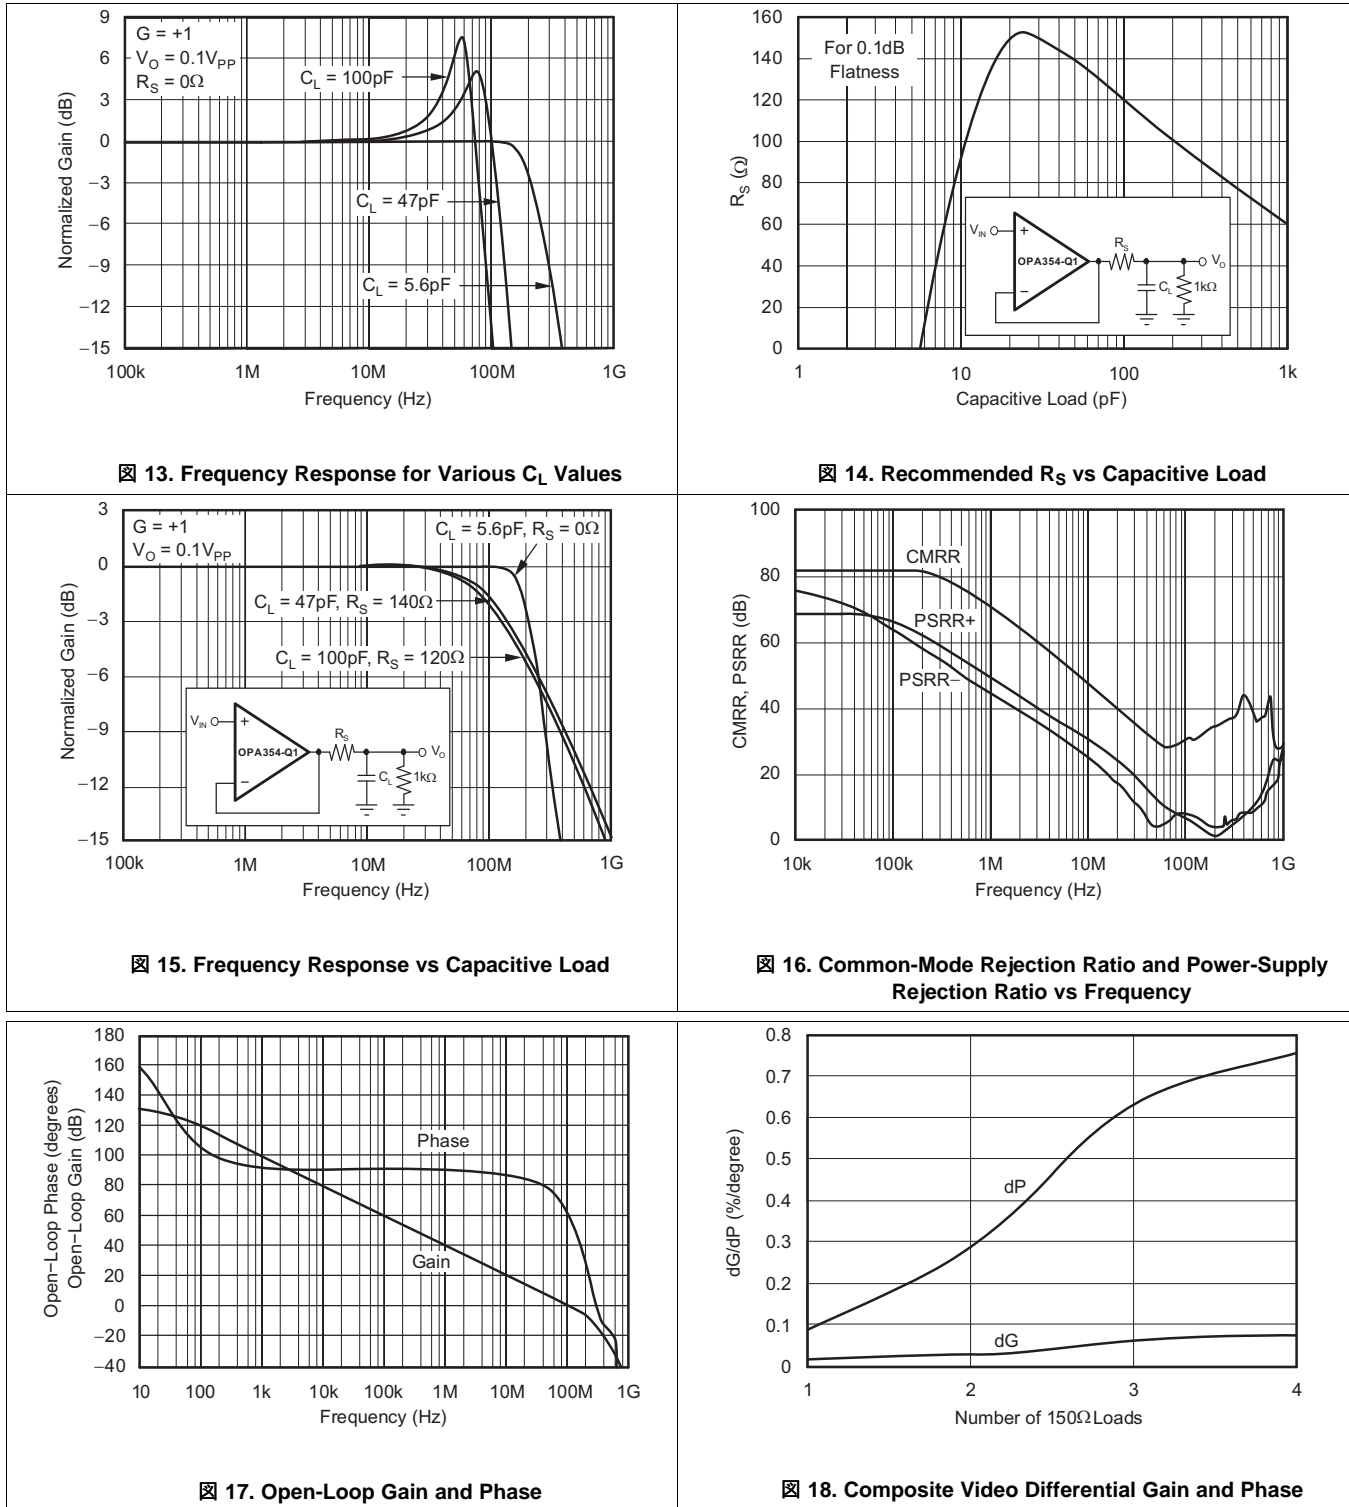 9
6
3
0
−3
−6
−9
−12
−15
Normalized Gain (dB)
G = +1
V_O = 0.1V_PP
R_S = 0Ω
C_L = 100pF
C_L = 47pF
C_L = 5.6pF
100k 1M 10M 100M 1G
Frequency (Hz)
図 13. Frequency Response for Various C_L Values
160
140
120
100
80
60
40
20
0
R_S (Ω)
For 0.1dB
Flatness
V_IN
+
OPA354-Q1
−
R_S
V_O
C_L
1kΩ
1 10 100 1k
Capacitive Load (pF)
図 14. Recommended R_S vs Capacitive Load
3
0
−3
−6
−9
−12
−15
Normalized Gain (dB)
G = +1
V_O = 0.1V_PP
C_L = 5.6pF, R_S = 0Ω
C_L = 47pF, R_S = 140Ω
C_L = 100pF, R_S = 120Ω
V_IN
+
OPA354-Q1
−
R_S
V_O
C_L
1kΩ
100k 1M 10M 100M 1G
Frequency (Hz)
図 15. Frequency Response vs Capacitive Load
100
80
60
40
20
0
CMRR, PSRR (dB)
CMRR
PSRR+
PSRR−
10k 100k 1M 10M 100M 1G
Frequency (Hz)
図 16. Common-Mode Rejection Ratio and Power-Supply
Rejection Ratio vs Frequency
180
160
140
120
100
80
60
40
20
0
−20
−40
Open−Loop Phase (degrees)
Open−Loop Gain (dB)
Phase
Gain
10 100 1k 10k 100k 1M 10M 100M 1G
Frequency (Hz)
図 17. Open-Loop Gain and Phase
0.8
0.7
0.6
0.5
0.4
0.3
0.2
0.1
0
dG/dP (%/degree)
dP
dG
1 2 3 4
Number of 150Ω Loads
図 18. Composite Video Differential Gain and Phase